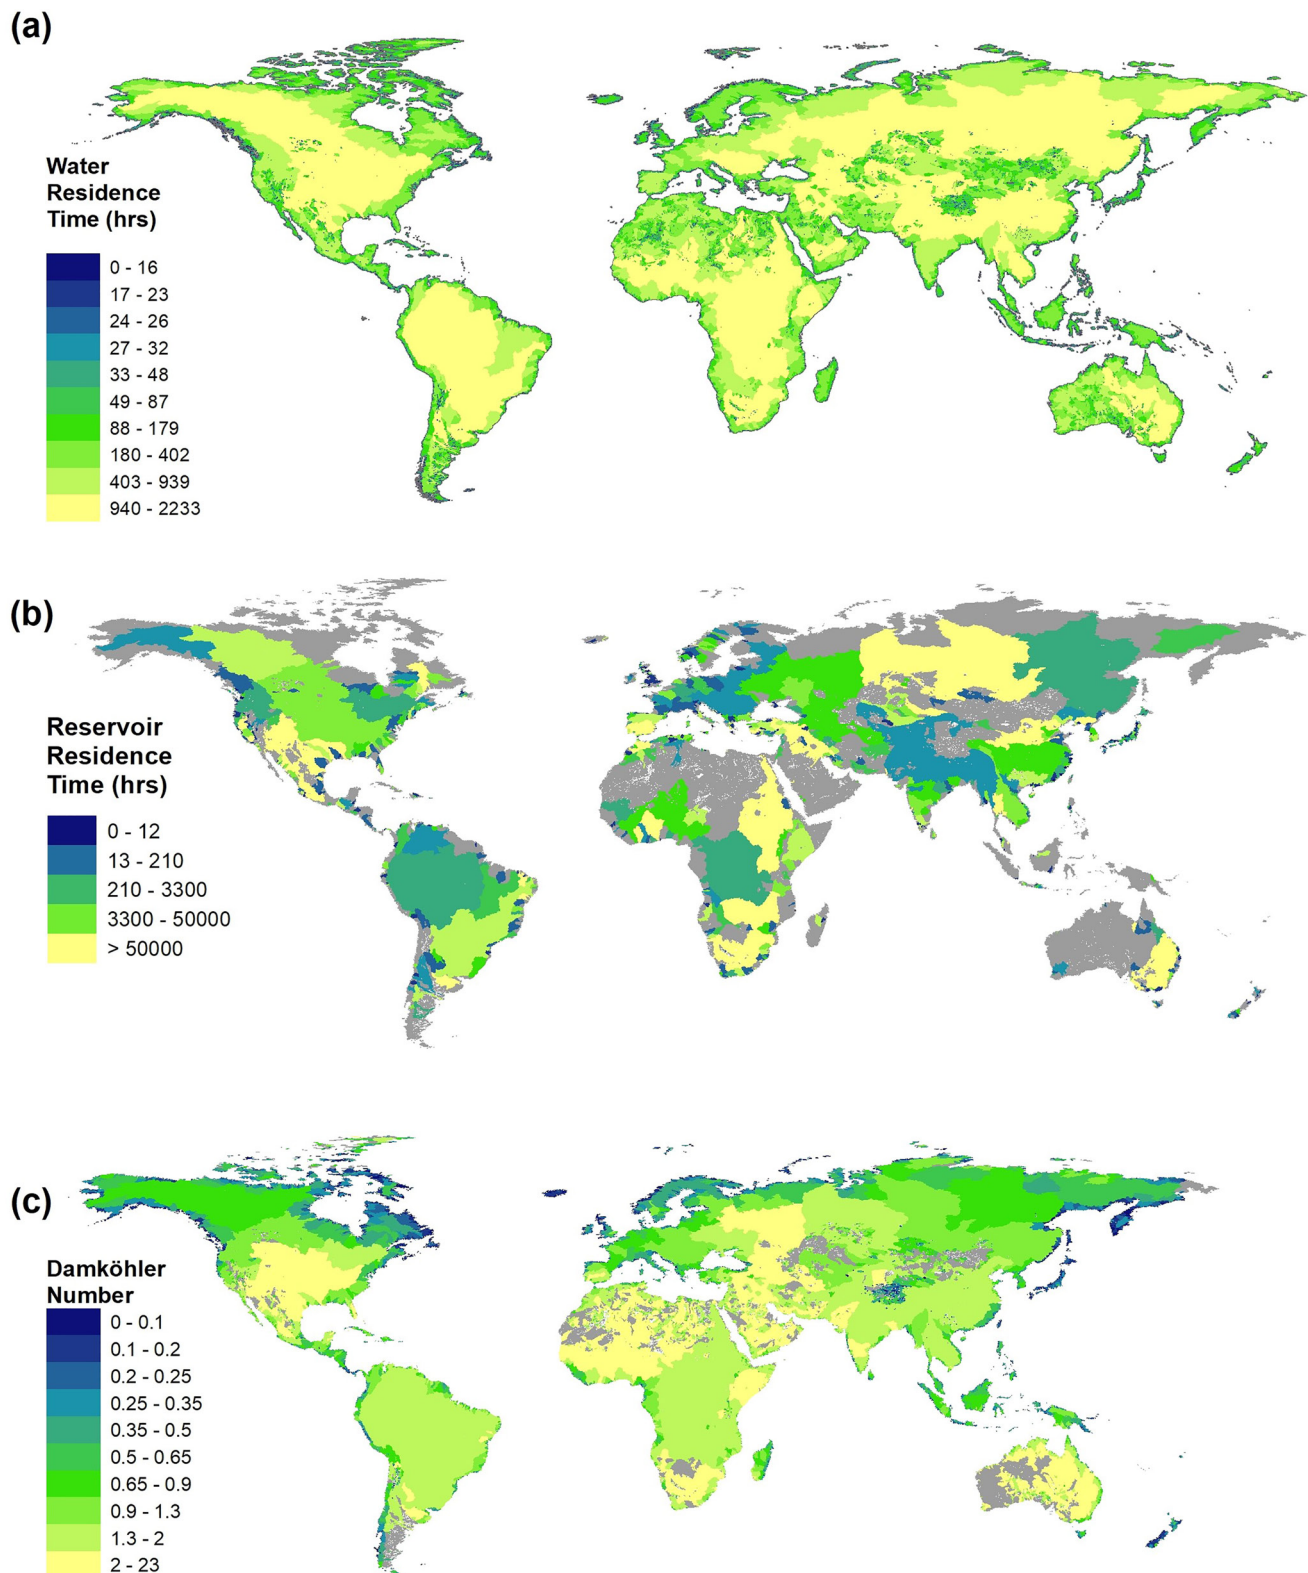 (a)
Water
Residence
Time (hrs)
0 - 16
17 - 23
24 - 26
27 - 32
33 - 48
49 - 87
88 - 179
180 - 402
403 - 939
940 - 2233
(b)
Reservoir
Residence
Time (hrs)
0 - 12
13 - 210
210 - 3300
3300 - 50000
> 50000
(c)
Damköhler
Number
0 - 0.1
0.1 - 0.2
0.2 - 0.25
0.25 - 0.35
0.35 - 0.5
0.5 - 0.65
0.65 - 0.9
0.9 - 1.3
1.3 - 2
2 - 23